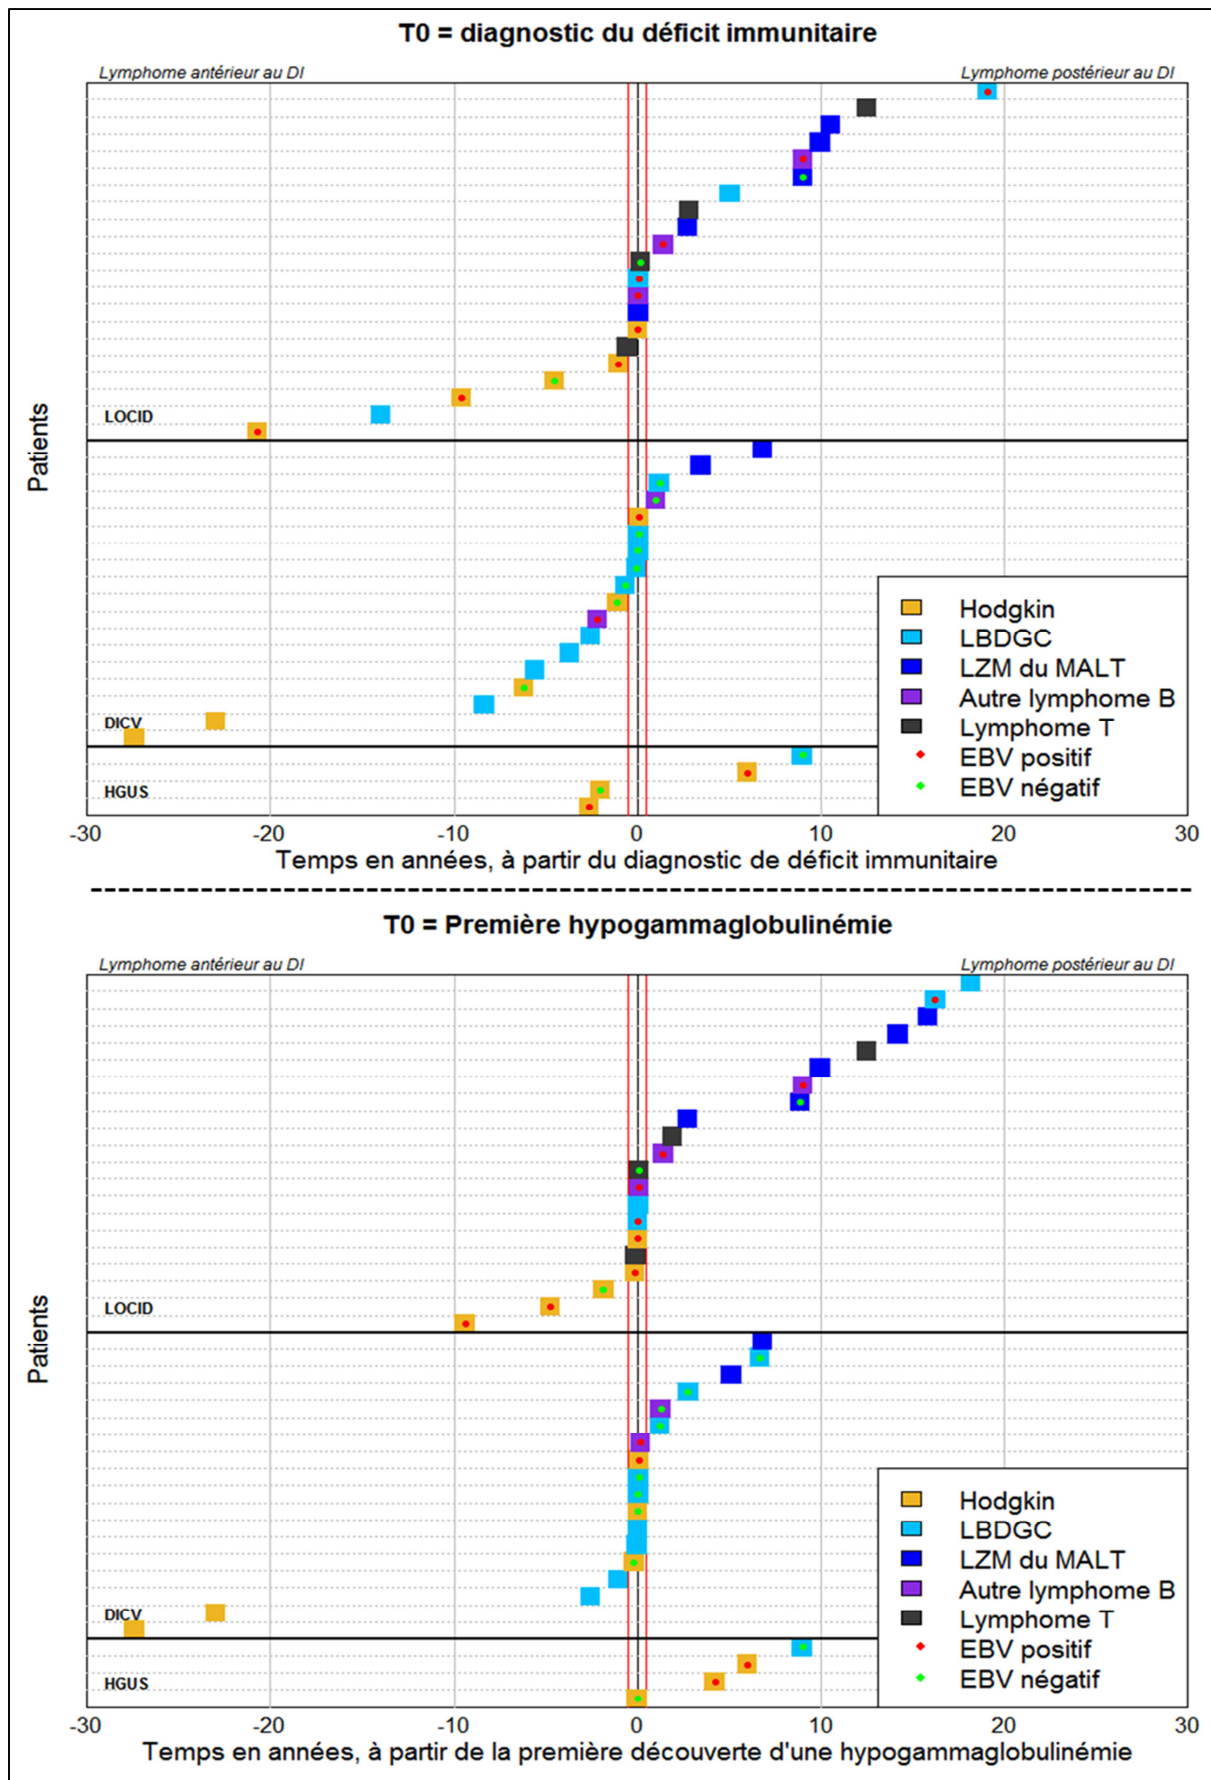 T0 = diagnostic du déficit immunitaire
Lymphome antérieur au DI
Lymphome postérieur au DI
Patients
LOCID
DICV
HGUS
Hodgkin
LBDGC
LZM du MALT
Autre lymphome B
Lymphome T
EBV positif
EBV négatif
-30 -20 -10 0 10 20 30
Temps en années, à partir du diagnostic de déficit immunitaire
T0 = Première hypogammaglobulinémie
Lymphome antérieur au DI
Lymphome postérieur au DI
Patients
LOCID
DICV
HGUS
Hodgkin
LBDGC
LZM du MALT
Autre lymphome B
Lymphome T
EBV positif
EBV négatif
-30 -20 -10 0 10 20 30
Temps en années, à partir de la première découverte d'une hypogammaglobulinémie